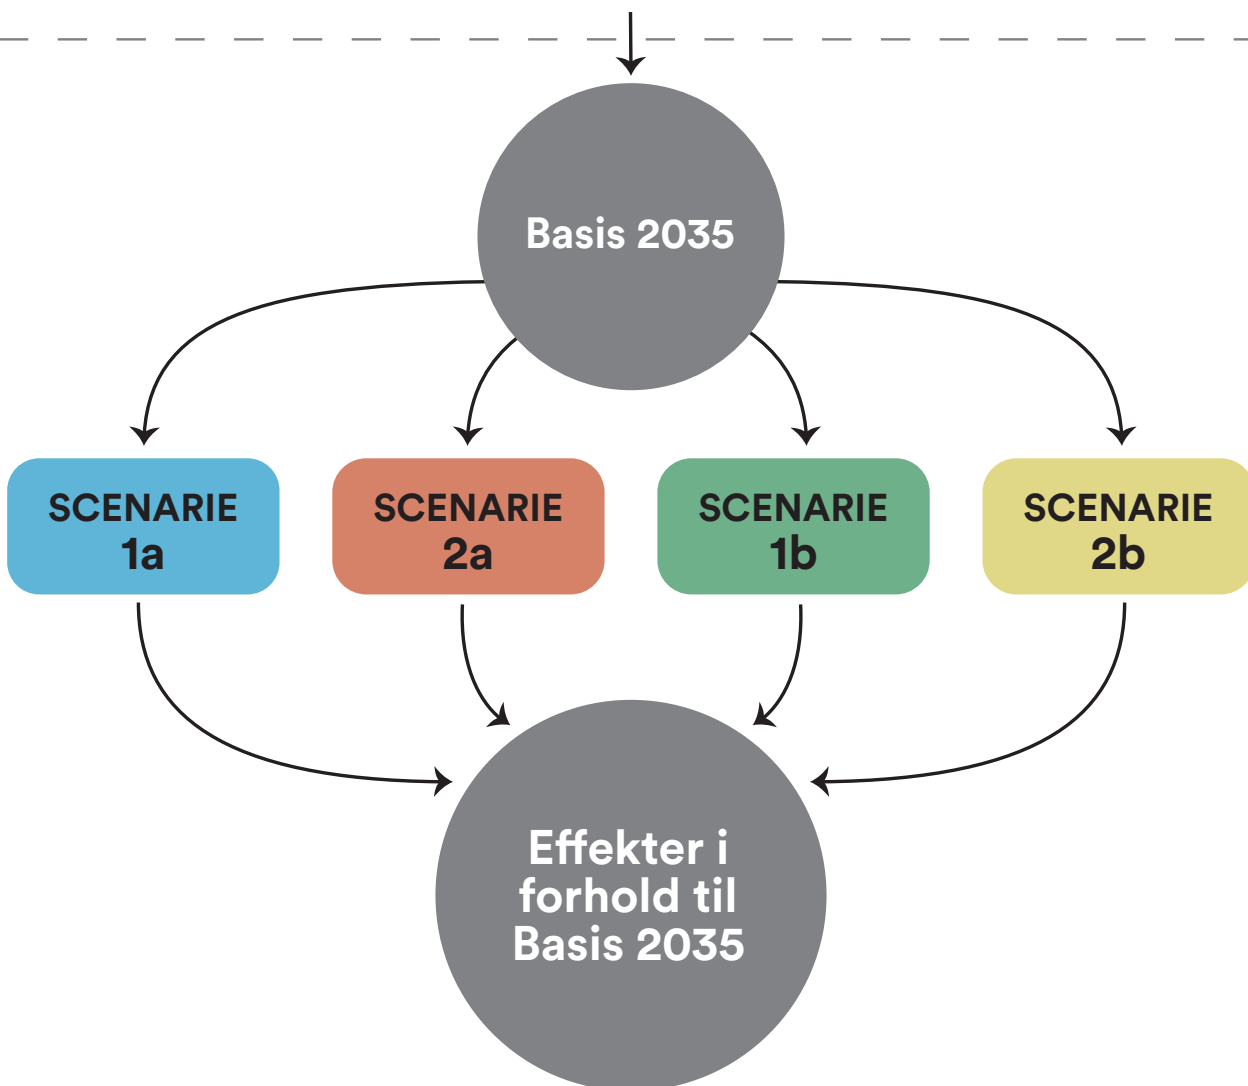 Basis 2035
SCENARIE
1a
SCENARIE
2a
SCENARIE
1b
SCENARIE
2b
Effekter i
forhold til
Basis 2035